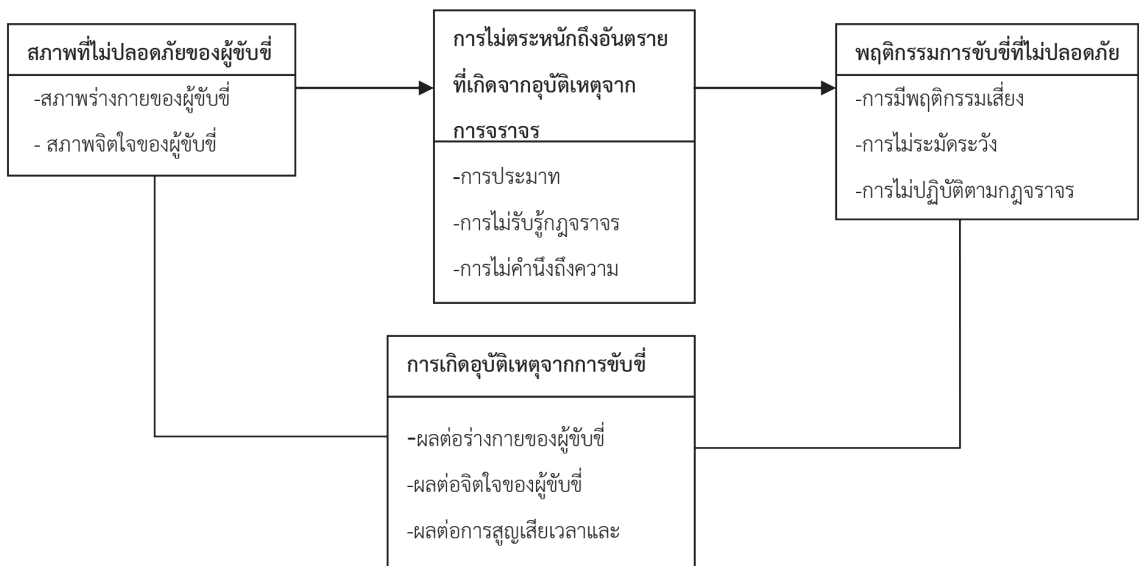 สภาพที่ไม่ปลอดภัยของผู้ขับขี่
-สภาพร่างกายของผู้ขับขี่
- สภาพจิตใจของผู้ขับขี่
การไม่ตระหนักถึงอันตราย
ที่เกิดจากอุบัติเหตุจาก
การจราจร
-การประมาท
-การไม่รับรู้กฎจราจร
-การไม่คำนึงถึงความ
พฤติกรรมการขับขี่ที่ไม่ปลอดภัย
-การมีพฤติกรรมเสี่ยง
-การไม่ระมัดระวัง
-การไม่ปฏิบัติตามกฎจราจร
การเกิดอุบัติเหตุจากการขับขี่
-ผลต่อร่างกายของผู้ขับขี่
-ผลต่อจิตใจของผู้ขับขี่
-ผลต่อการสูญเสียเวลาและ